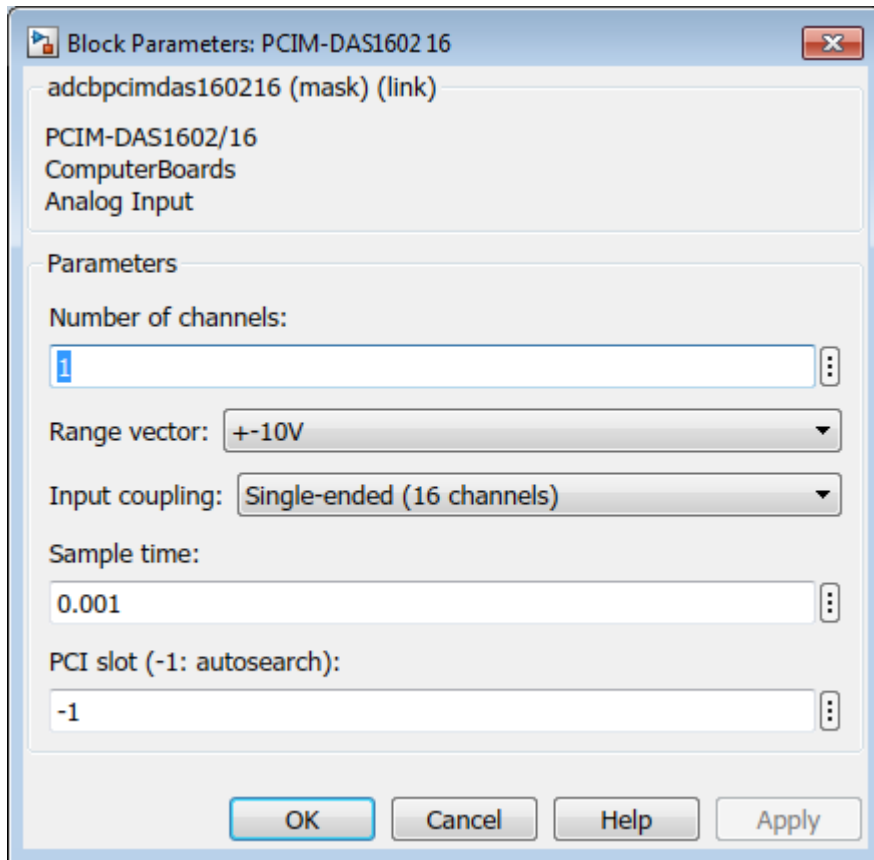 Block Parameters: PCIM-DAS1602 16
adcbpcimdas160216 (mask) (link)
PCIM-DAS1602/16
ComputerBoards
Analog Input
Parameters
Number of channels:
1
Range vector: +-10V
Input coupling: Single-ended (16 channels)
Sample time:
0.001
PCI slot (-1: autosearch):
-1
OK Cancel Help Apply